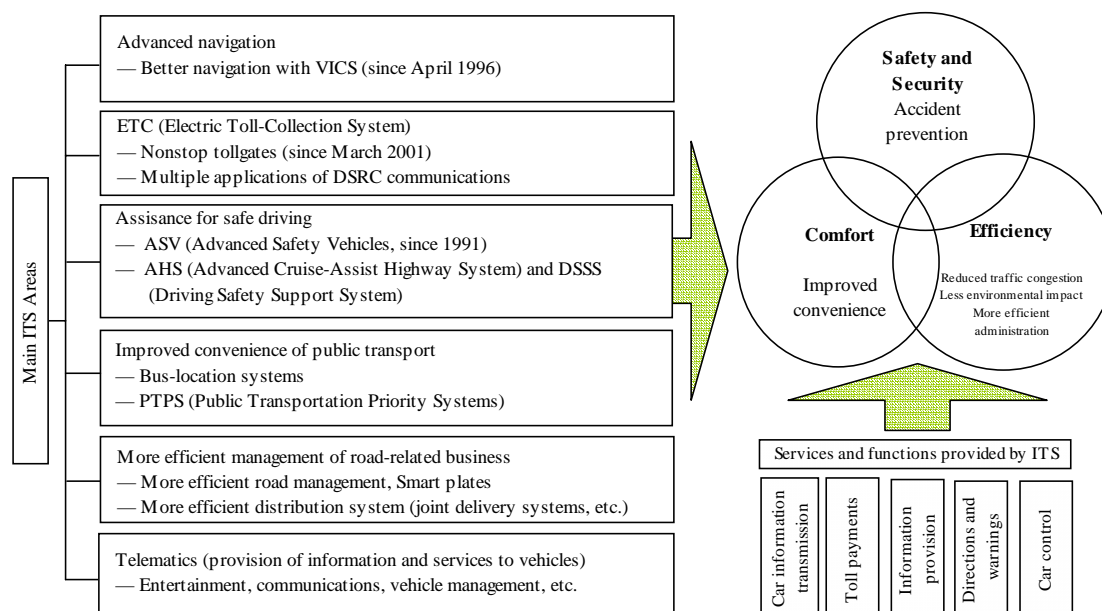 Main ITS Areas
Advanced navigation
— Better navigation with VICS (since April 1996)
ETC (Electric Toll-Collection System)
— Nonstop tollgates (since March 2001)
— Multiple applications of DSRC communications
Assisance for safe driving
— ASV (Advanced Safety Vehicles, since 1991)
— AHS (Advanced Cruise-Assist Highway System) and DSSS
(Driving Safety Support System)
Improved convenience of public transport
— Bus-location systems
— PTPS (Public Transportation Priority Systems)
More efficient management of road-related business
— More efficient road management, Smart plates
— More efficient distribution system (joint delivery systems, etc.)
Telematics (provision of information and services to vehicles)
— Entertainment, communications, vehicle management, etc.
Safety and
Security
Accident
prevention
Comfort
Improved
convenience
Efficiency
Reduced traffic congestion
Less environmental impact
More efficient
administration
Services and functions provided by ITS
Car information
transmission
Toll payments
Information
provision
Directions and
warnings
Car control